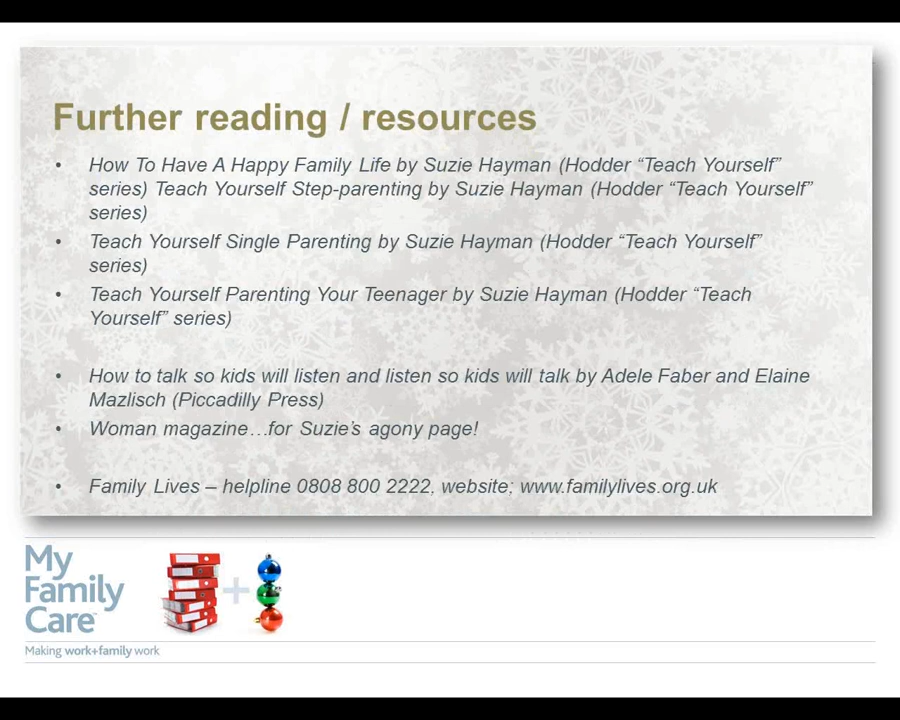 Further reading / resources
• How To Have A Happy Family Life by Suzie Hayman (Hodder “Teach Yourself”
series) Teach Yourself Step-parenting by Suzie Hayman (Hodder “Teach Yourself”
series)
• Teach Yourself Single Parenting by Suzie Hayman (Hodder “Teach Yourself”
series)
• Teach Yourself Parenting Your Teenager by Suzie Hayman (Hodder “Teach
Yourself” series)
• How to talk so kids will listen and listen so kids will talk by Adele Faber and Elaine
Mazlisch (Piccadilly Press)
• Woman magazine…for Suzie’s agony page!
• Family Lives – helpline 0808 800 2222, website; www.familylives.org.uk
My
Family
Care™
+
Making work+family work